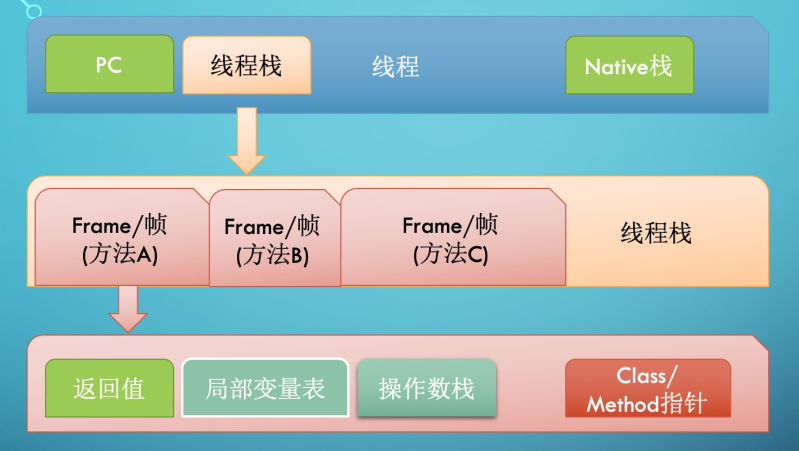 PC
线程栈
线程
Native栈
Frame/帧
(方法A)
Frame/帧
(方法B)
Frame/帧
(方法C)
线程栈
返回值
局部变量表
操作数栈
Class/
Method指针